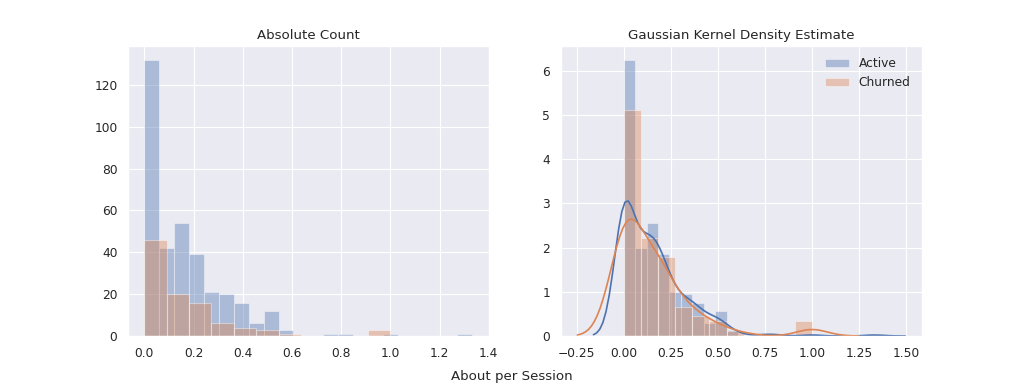 Absolute Count
120
100
80
60
40
20
0
0.0 0.2 0.4 0.6 0.8 1.0 1.2 1.4
Gaussian Kernel Density Estimate
Active
Churned
6
5
4
3
2
1
0
−0.25 0.00 0.25 0.50 0.75 1.00 1.25 1.50
About per Session